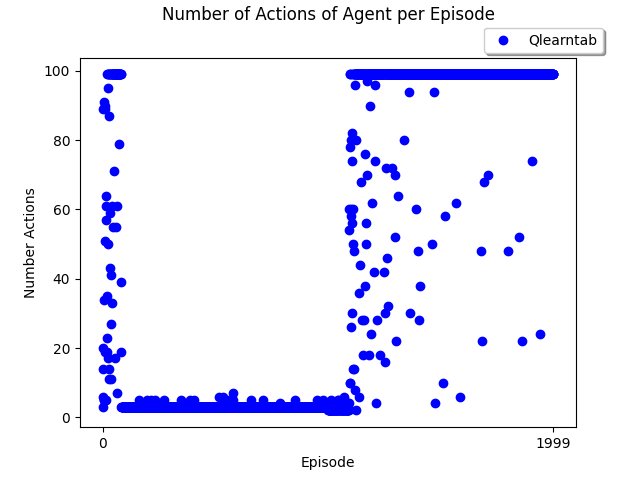 Number of Actions of Agent per Episode
Qlearntab
100
80
60
40
20
0
Number Actions
0 1999
Episode